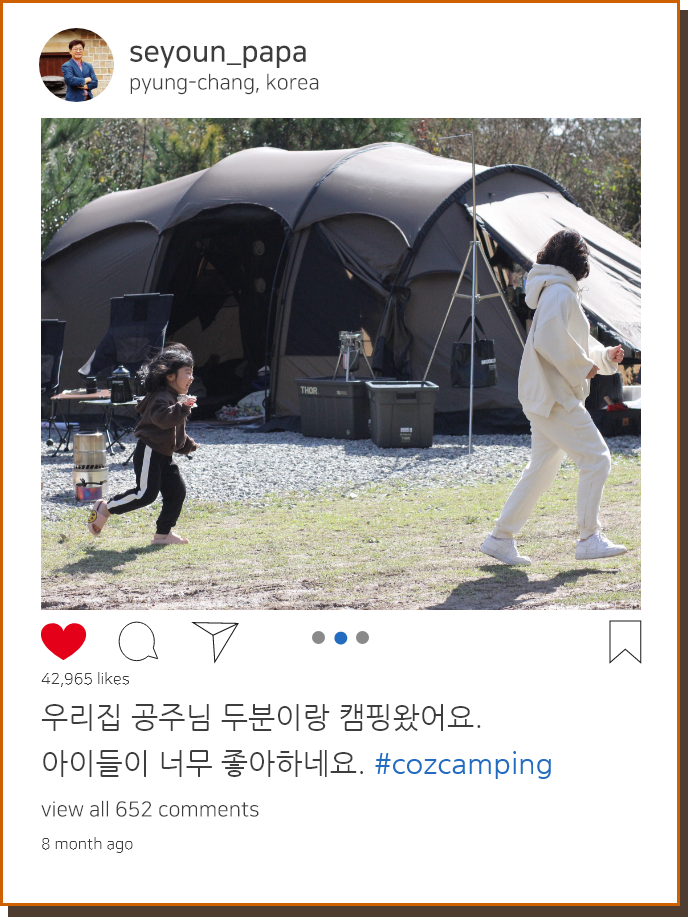 seyoun_papa
pyung-chang, korea
THOR
42,965 likes
우리집 공주님 두분이랑 캠핑왔어요.
아이들이 너무 좋아하네요. #cozcamping
view all 652 comments
8 month ago